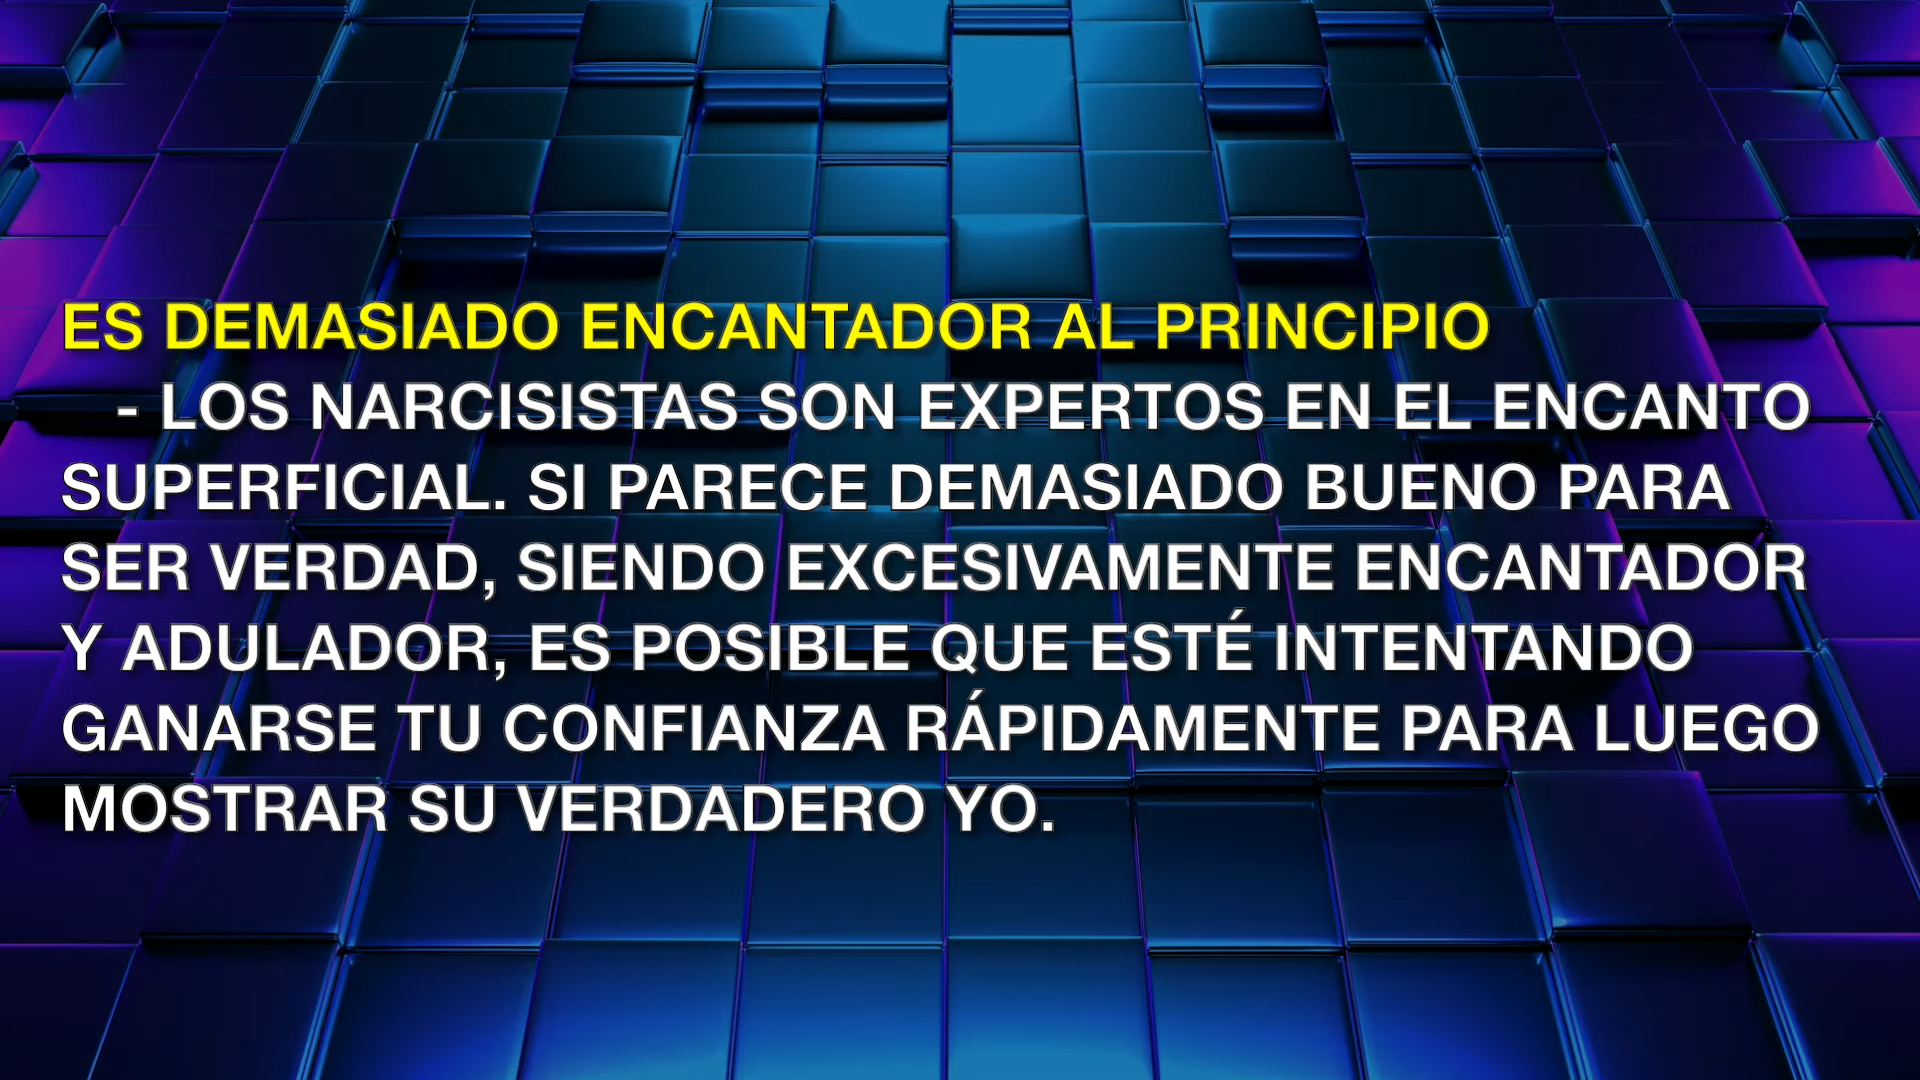 ES DEMASIADO ENCANTADOR AL PRINCIPIO
- LOS NARCISISTAS SON EXPERTOS EN EL ENCANTO
SUPERFICIAL. SI PARECE DEMASIADO BUENO PARA
SER VERDAD, SIENDO EXCESIVAMENTE ENCANTADOR
Y ADULADOR, ES POSIBLE QUE ESTÉ INTENTANDO
GANARSE TU CONFIANZA RÁPIDAMENTE PARA LUEGO
MOSTRAR SU VERDADERO YO.